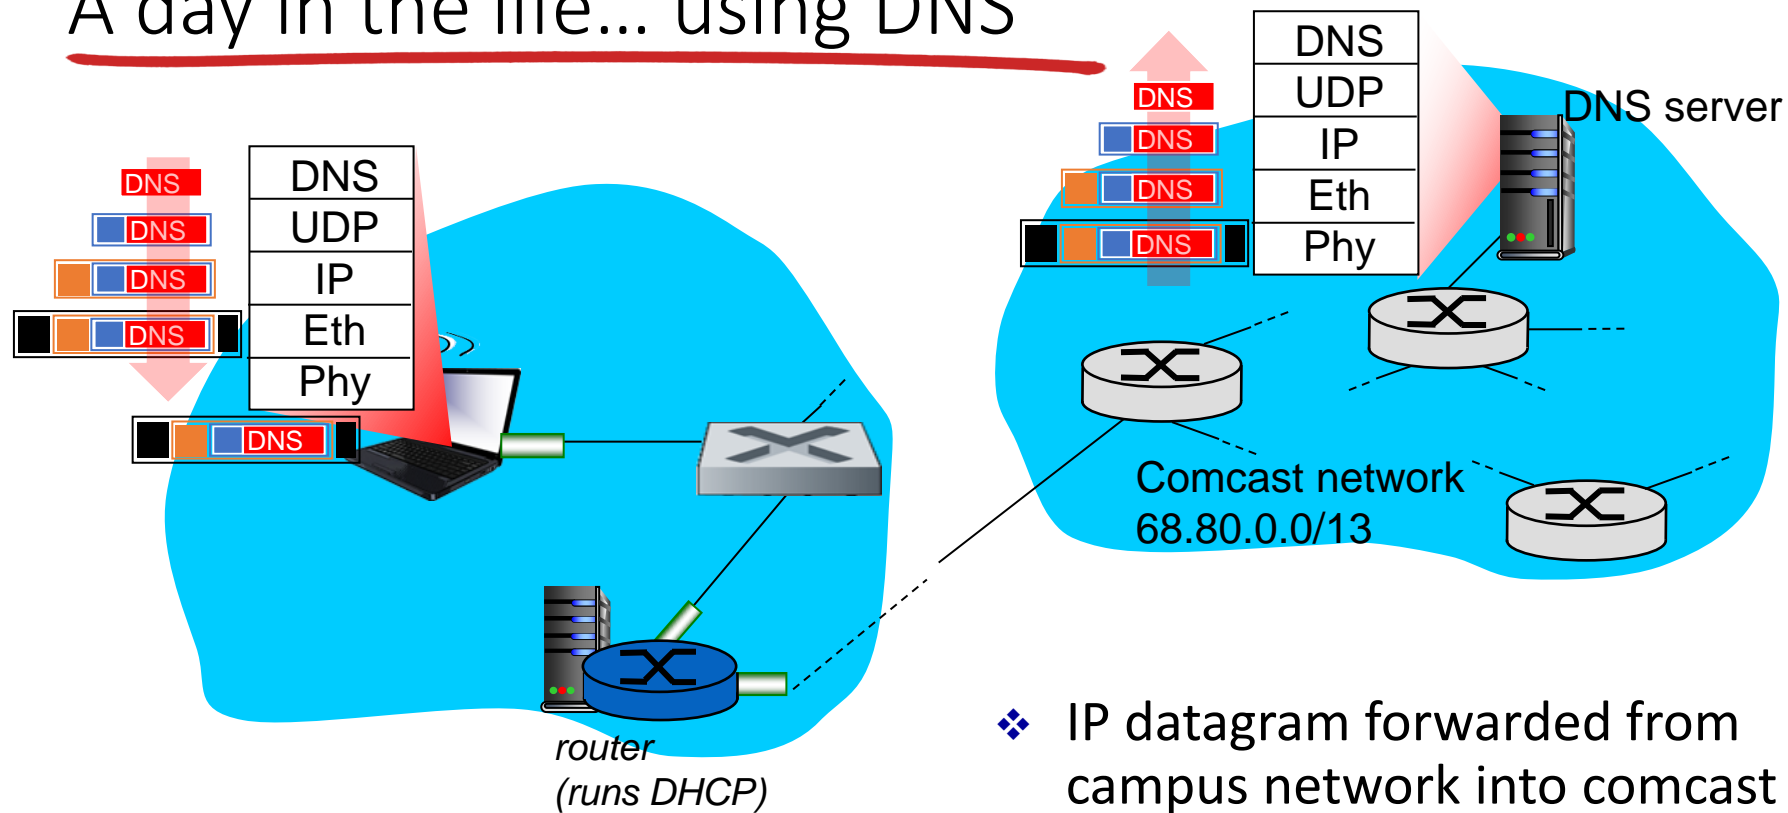 A day in the life… using DNS
DNS
UDP
IP
Eth
Phy
DNS
DNS
DNS
DNS
DNS
DNS
UDP
IP
Eth
Phy
DNS
DNS
DNS
DNS
DNS server
Comcast network
68.80.0.0/13
router
(runs DHCP)
❖ IP datagram forwarded from
campus network into comcast